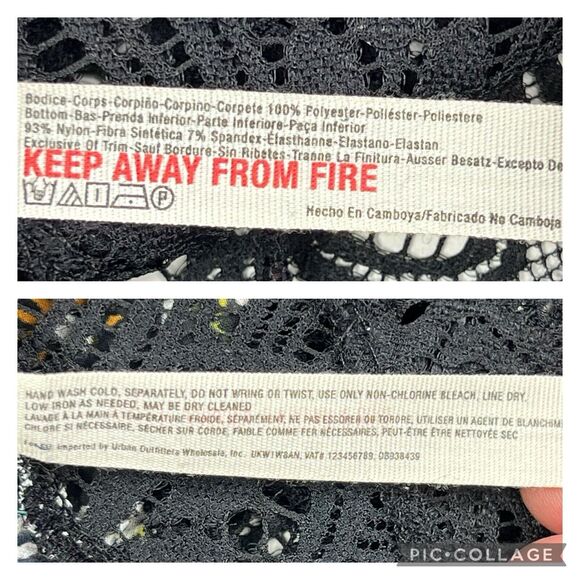 Bodice-Corps-Corpiño-Corpino-Corpete 100% Polyester-Poliéster-Poliestere
Bottom-Bas-Prenda Inferior-Parte Inferiore-Peça Inferior
93% Nylon-Fibra Sintética 7% Spandex-Élasthanne-Elastano-Elastan
Exclusive Of Trim-Sauf Bordure-Sin Ribetes-Tranne La Finitura-Ausser Besatz-Excepto De
KEEP AWAY FROM FIRE
P
Hecho En Camboya/Fabricado No Camboja
HAND WASH COLD, SEPARATELY, DO NOT WRING OR TWIST, USE ONLY NON-CHLORINE BLEACH, LINE DRY,
LOW IRON AS NEEDED, MAY BE DRY CLEANED
LAVAGE À LA MAIN À TEMPÉRATURE FROIDE, SÉPARÉMENT, NE PAS ESSORER OU TORDRE, UTILISER UN AGENT DE BLANCHIM
CHLORE SI NÉCESSAIRE, SÉCHER SUR CORDE, FAIBLE COMME FER NÉCESSAIRES, PEUT-ÊTRE ÊTRE NETTOYÉE SEC
For EU: Imported by Urban Outfitters Wholesale, Inc. UKW1W8AN, VAT# 123456789, DB938439
PIC•COLLAGE